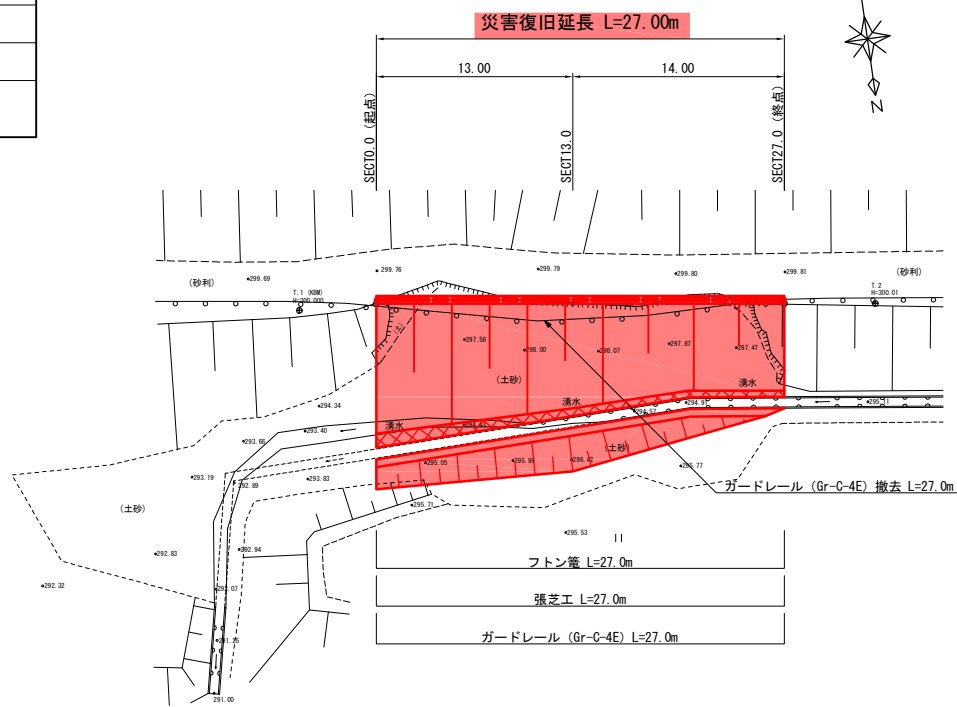 災害復旧延長 L=27.00m
13.00
14.00
SECT0.0 (起点)
SECT13.0
SECT27.0 (終点)
N
299.76
299.79
299.80
299.81
299.69
(砂利)
(砂利)
T.1 (KBM)
H=300.000
T.2
H=300.01
(土)
297.56
298.00
298.07
297.87
297.47
(土砂)
湧水
湧水
湧水
294.34
294.57
294.91
295.11
293.40
293.66
(土砂)
295.05
295.99
296.42
295.77
293.19
292.89
293.83
ガードレール (Gr-C-4E) 撤去 L=27.0m
295.71
(土砂)
295.53
292.83
292.94
フトン篭 L=27.0m
292.32
292.07
張芝工 L=27.0m
291.26
ガードレール (Gr-C-4E) L=27.0m
291.00